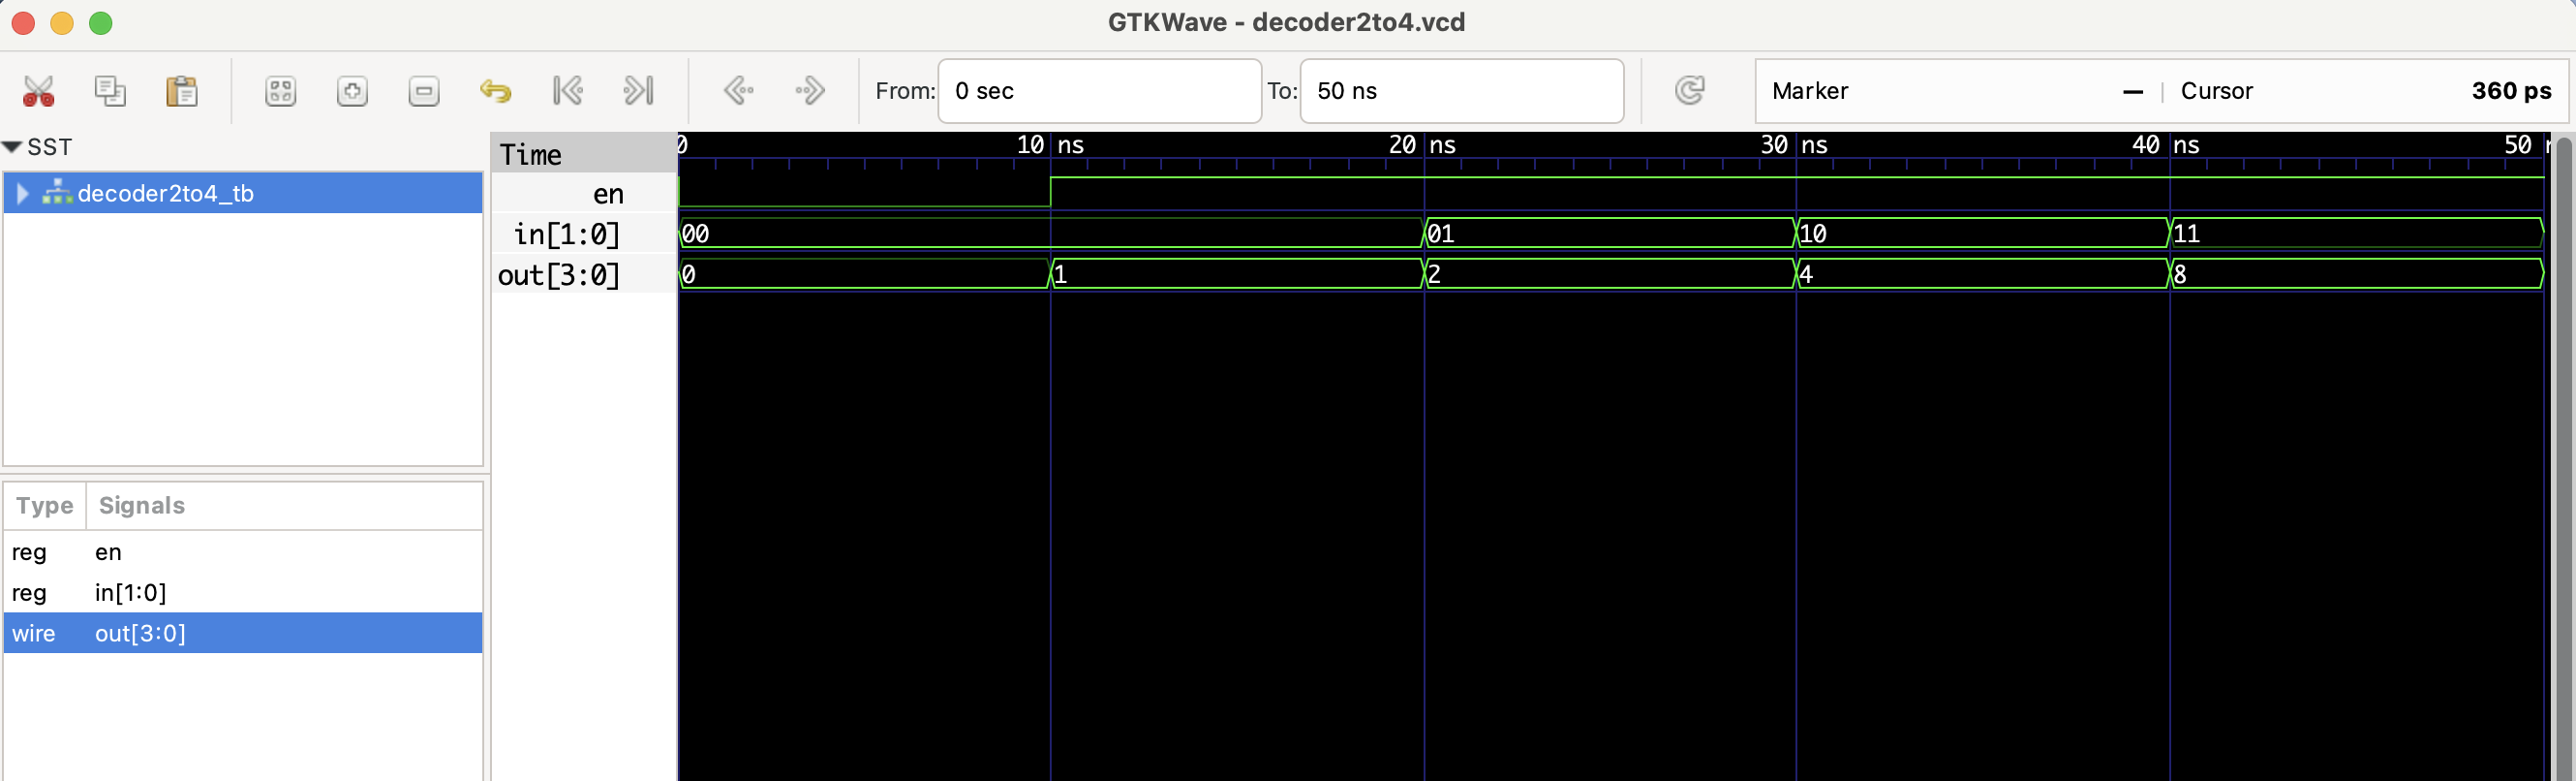 GTKWave - decoder2to4.vcd
From: 0 sec To: 50 ns Marker — | Cursor 360 ps
SST
decoder2to4_tb
Type Signals
reg en
reg in[1:0]
wire out[3:0]
Time 0 10 ns 20 ns 30 ns 40 ns 50
en
in[1:0] 00 01 10 11
out[3:0] 0 1 2 4 8